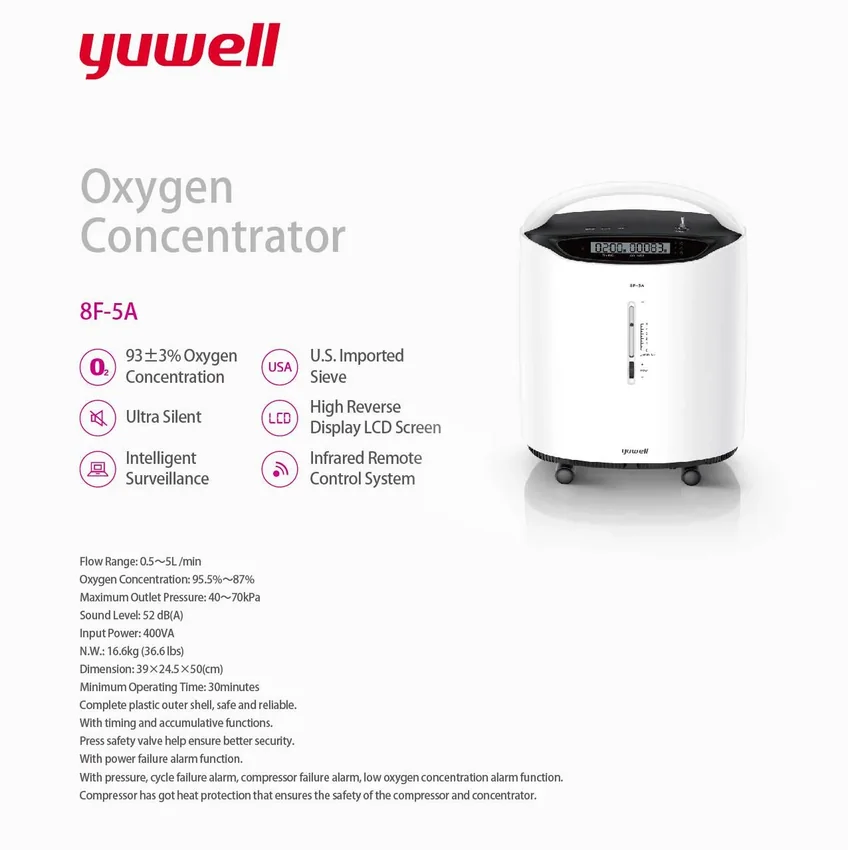 yuwell
Oxygen
Concentrator
8F-5A
O2
93±3% Oxygen
Concentration
USA
U.S. Imported
Sieve
Ultra Silent
LCD
High Reverse
Display LCD Screen
Intelligent
Surveillance
Infrared Remote
Control System
0200 00083
8F-5A
yuwell
Flow Range: 0.5～5L /min
Oxygen Concentration: 95.5%～87%
Maximum Outlet Pressure: 40～70kPa
Sound Level: 52 dB(A)
Input Power: 400VA
N.W.: 16.6kg (36.6 lbs)
Dimension: 39×24.5×50(cm)
Minimum Operating Time: 30minutes
Complete plastic outer shell, safe and reliable.
With timing and accumulative functions.
Press safety valve help ensure better security.
With power failure alarm function.
With pressure, cycle failure alarm, compressor failure alarm, low oxygen concentration alarm function.
Compressor has got heat protection that ensures the safety of the compressor and concentrator.